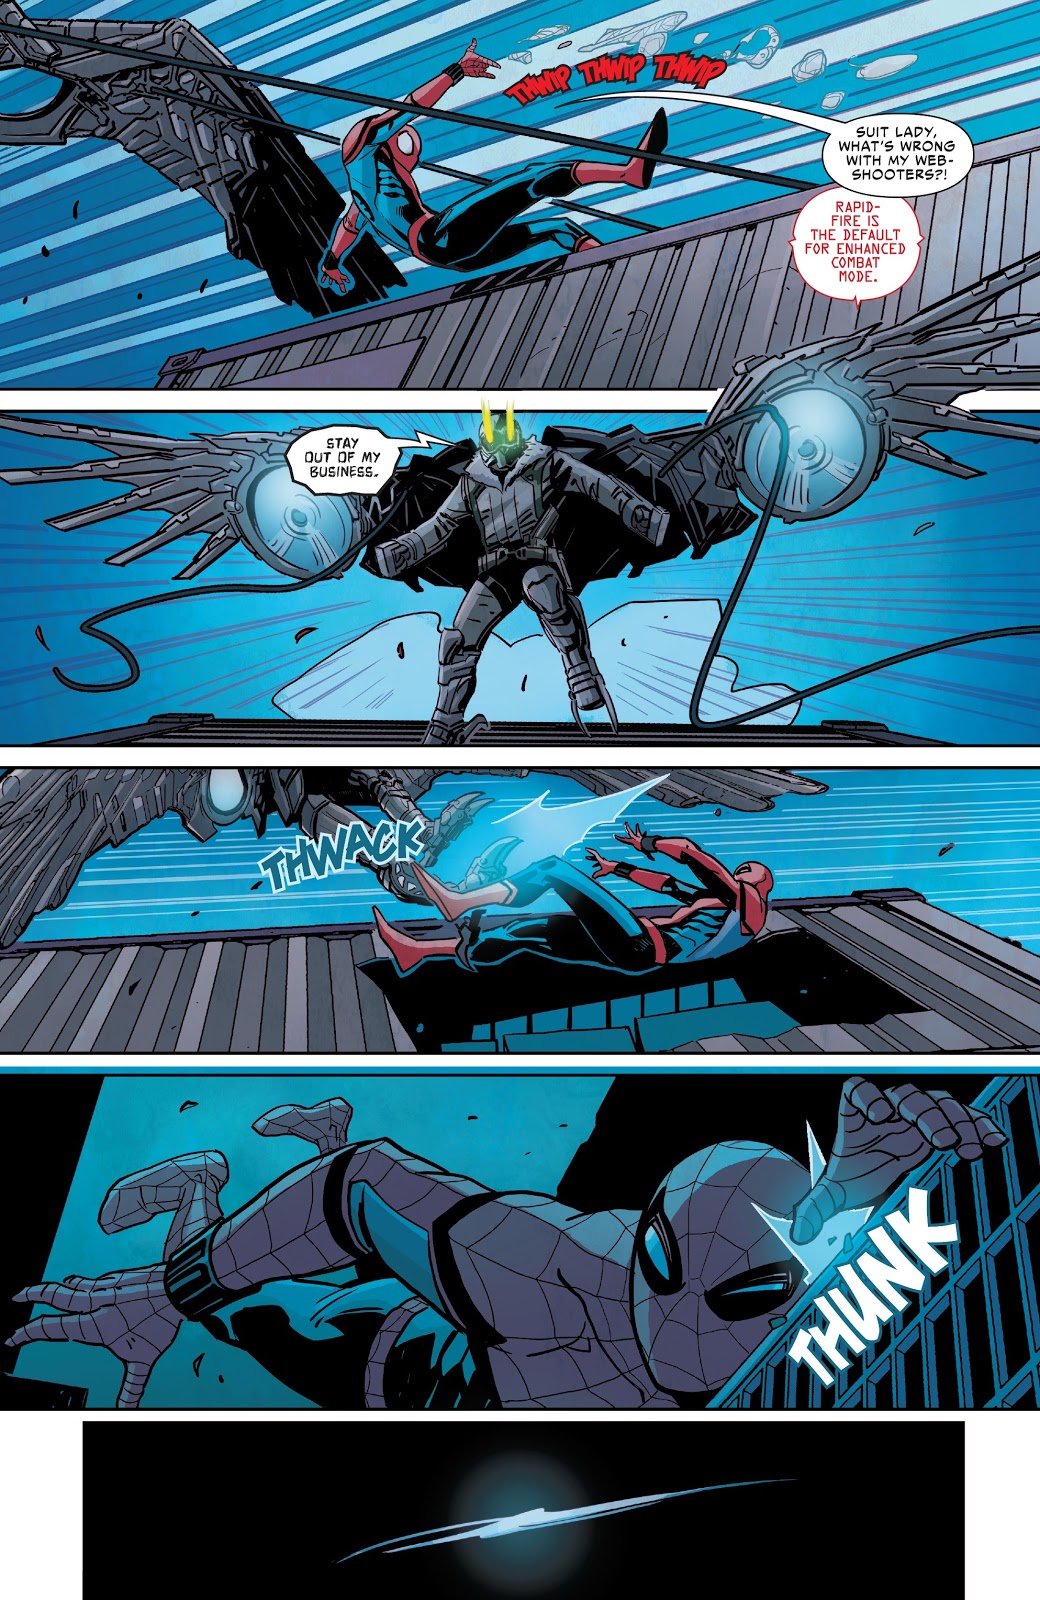 THWIP THWIP THWIP
SUIT LADY,
WHAT'S WRONG
WITH MY WEB-
SHOOTERS?!
RAPID-
FIRE IS
THE DEFAULT
FOR ENHANCED
COMBAT
MODE.
STAY
OUT OF MY
BUSINESS.
THWACK
THUNK